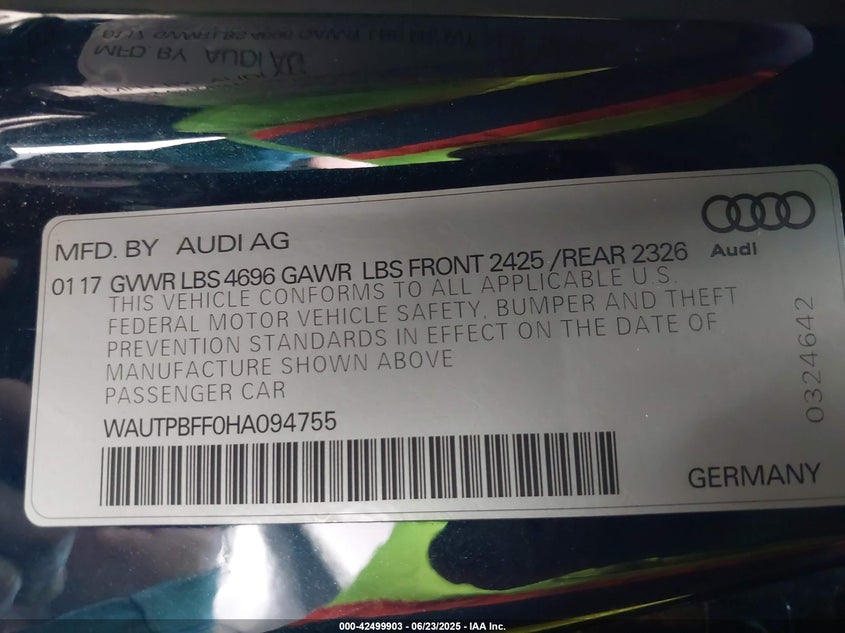 MFD. BY AUDI AG
Audi
01 17 GVWR LBS 4696 GAWR LBS FRONT 2425 /REAR 2326
THIS VEHICLE CONFORMS TO ALL APPLICABLE U.S.
FEDERAL MOTOR VEHICLE SAFETY, BUMPER AND THEFT
PREVENTION STANDARDS IN EFFECT ON THE DATE OF
MANUFACTURE SHOWN ABOVE
PASSENGER CAR
WAUTPBFF0HA094755
0324642
GERMANY
000-42499903 - 06/23/2025 - IAA Inc.